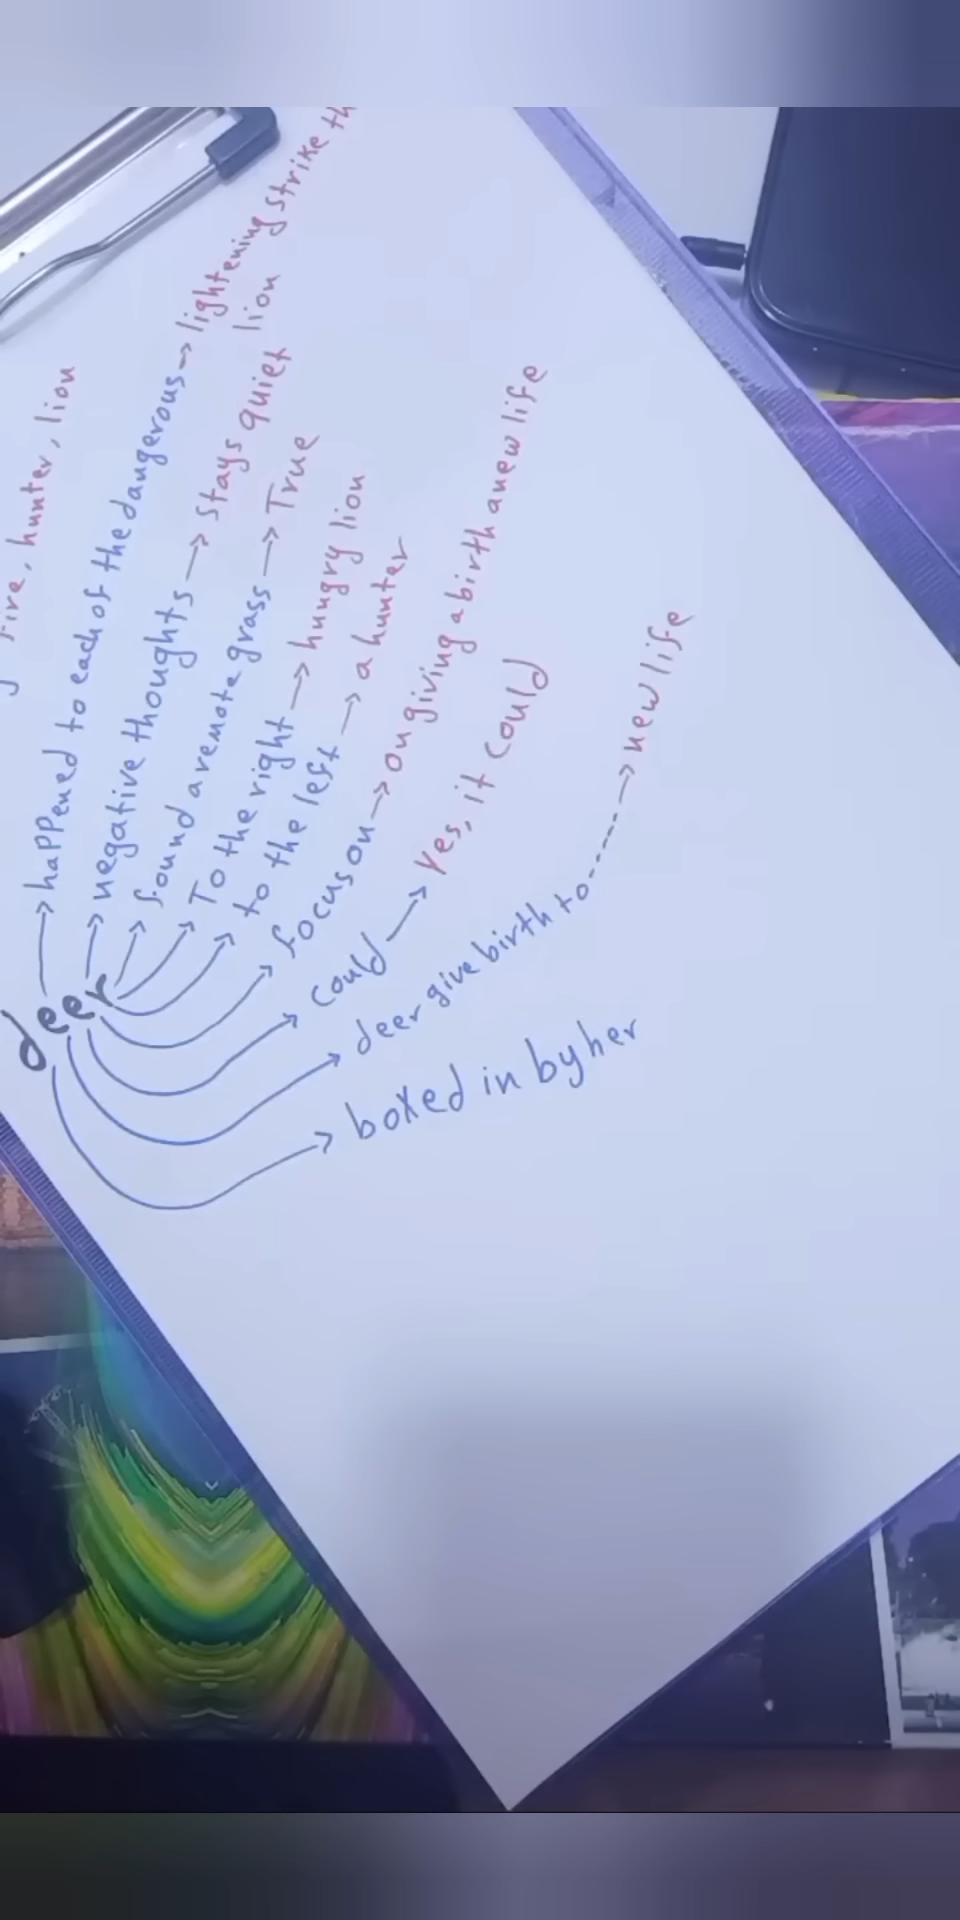 fire, hunter, lion
happened to each of the dangerous → lightening strike
negative thoughts → stays quiet lion
found a remote grass → True
To the right → hungry lion
to the left → a hunter
focus on → on giving a birth a new life
could → Yes, it could
deer give birth to -----→ new life
boxed in by her
deer